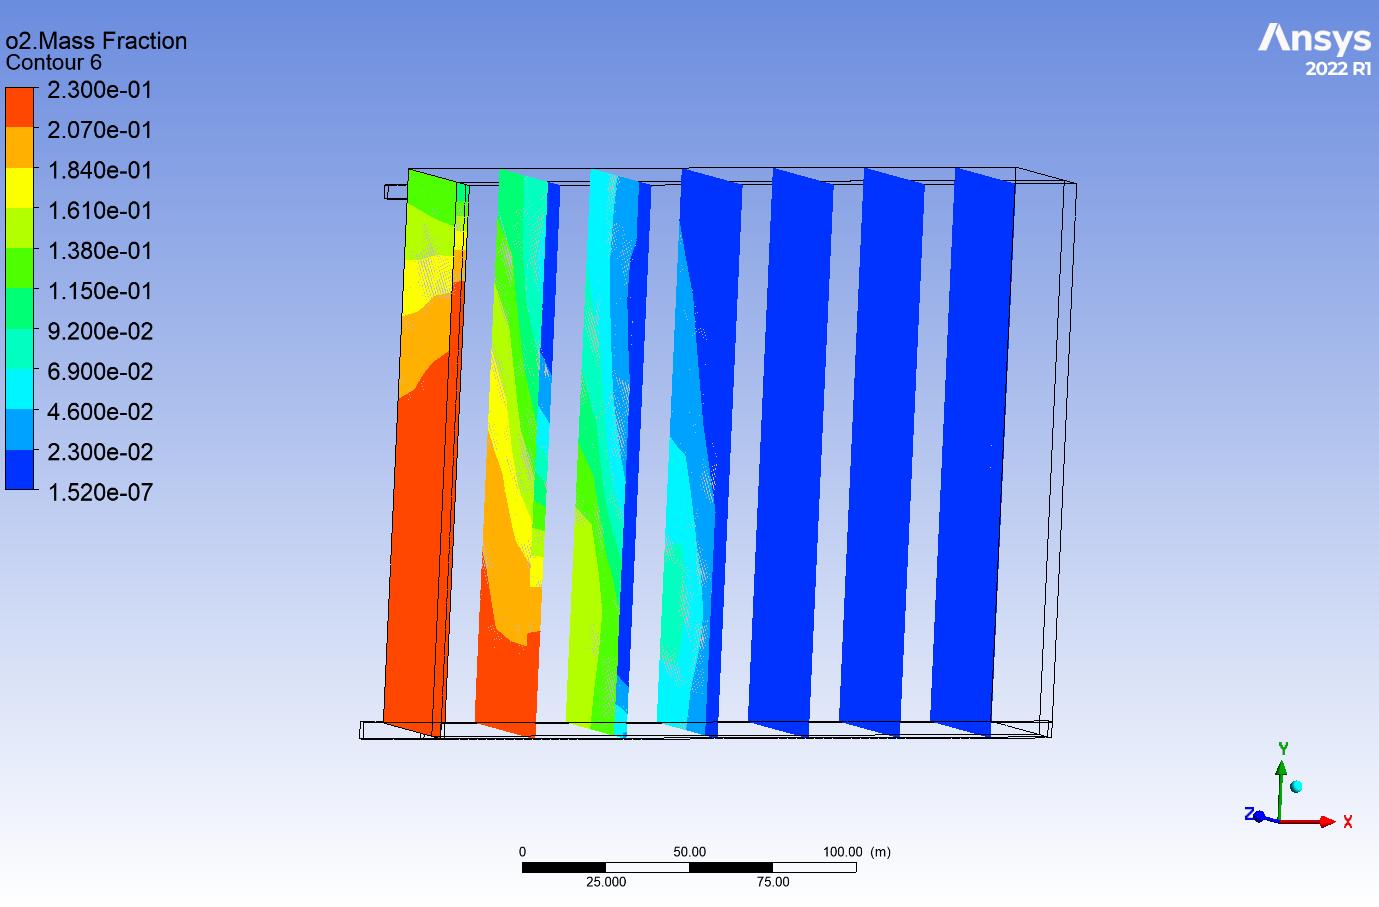 o2.Mass Fraction
Contour 6
2.300e-01
2.070e-01
1.840e-01
1.610e-01
1.380e-01
1.150e-01
9.200e-02
6.900e-02
4.600e-02
2.300e-02
1.520e-07
Ansys
2022 R1
Y
Z
X
0 50.00 100.00 (m)
25.000 75.00